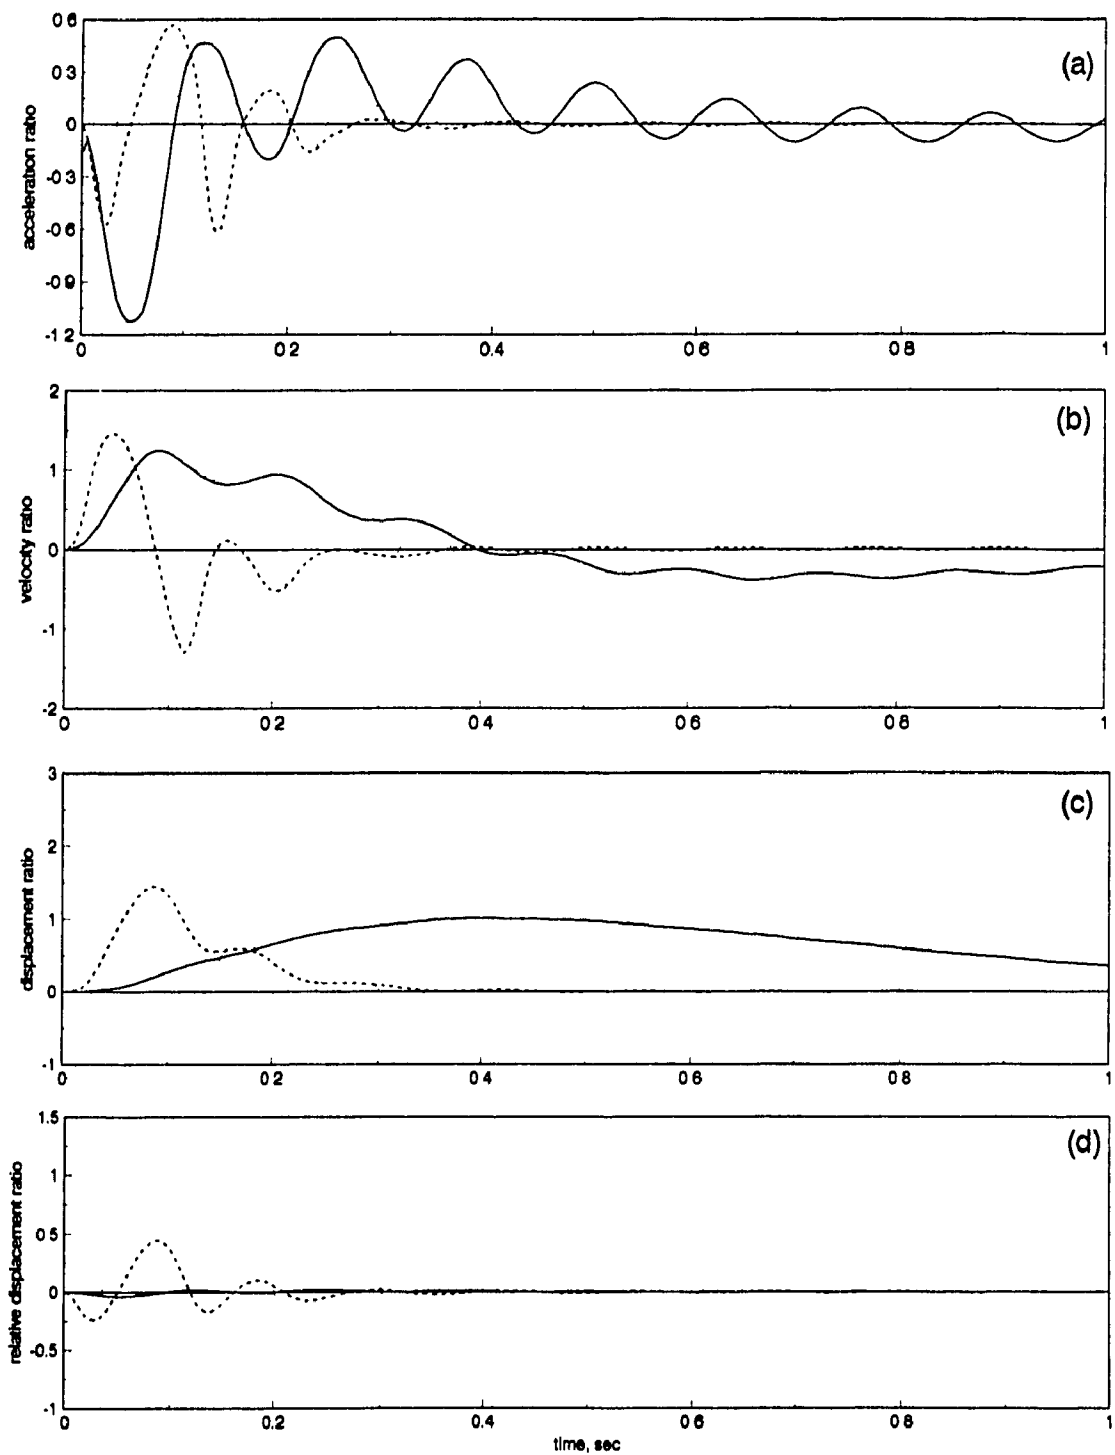 (a)
acceleration ratio
0 6
0 3
0
-0 3
-0 6
-0 9
-1 2
0 0 2 0.4 0 6 0 8 1
(b)
velocity ratio
2
1
0
-1
-2
0 0 2 0 4 0 6 0 8 1
(c)
displacement ratio
3
2
1
0
-1
0 0 2 0 4 0 6 0 8 1
(d)
relative displacement ratio
1.5
1
0 5
0
-0.5
-1
0 0 2 0.4 0 6 0 8 1
time, sec